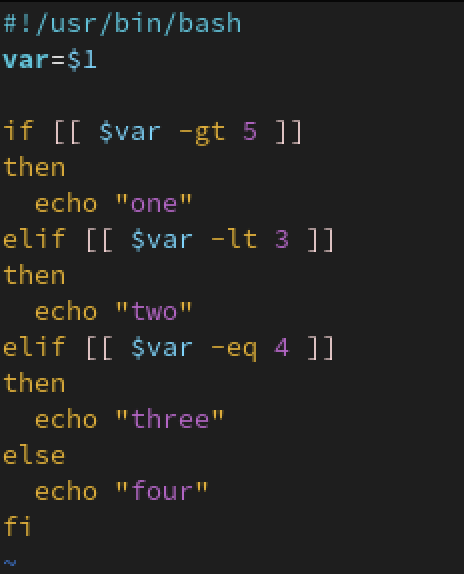 #!/usr/bin/bash
var=$1
if [[ $var -gt 5 ]]
then
echo "one"
elif [[ $var -lt 3 ]]
then
echo "two"
elif [[ $var -eq 4 ]]
then
echo "three"
else
echo "four"
fi
~